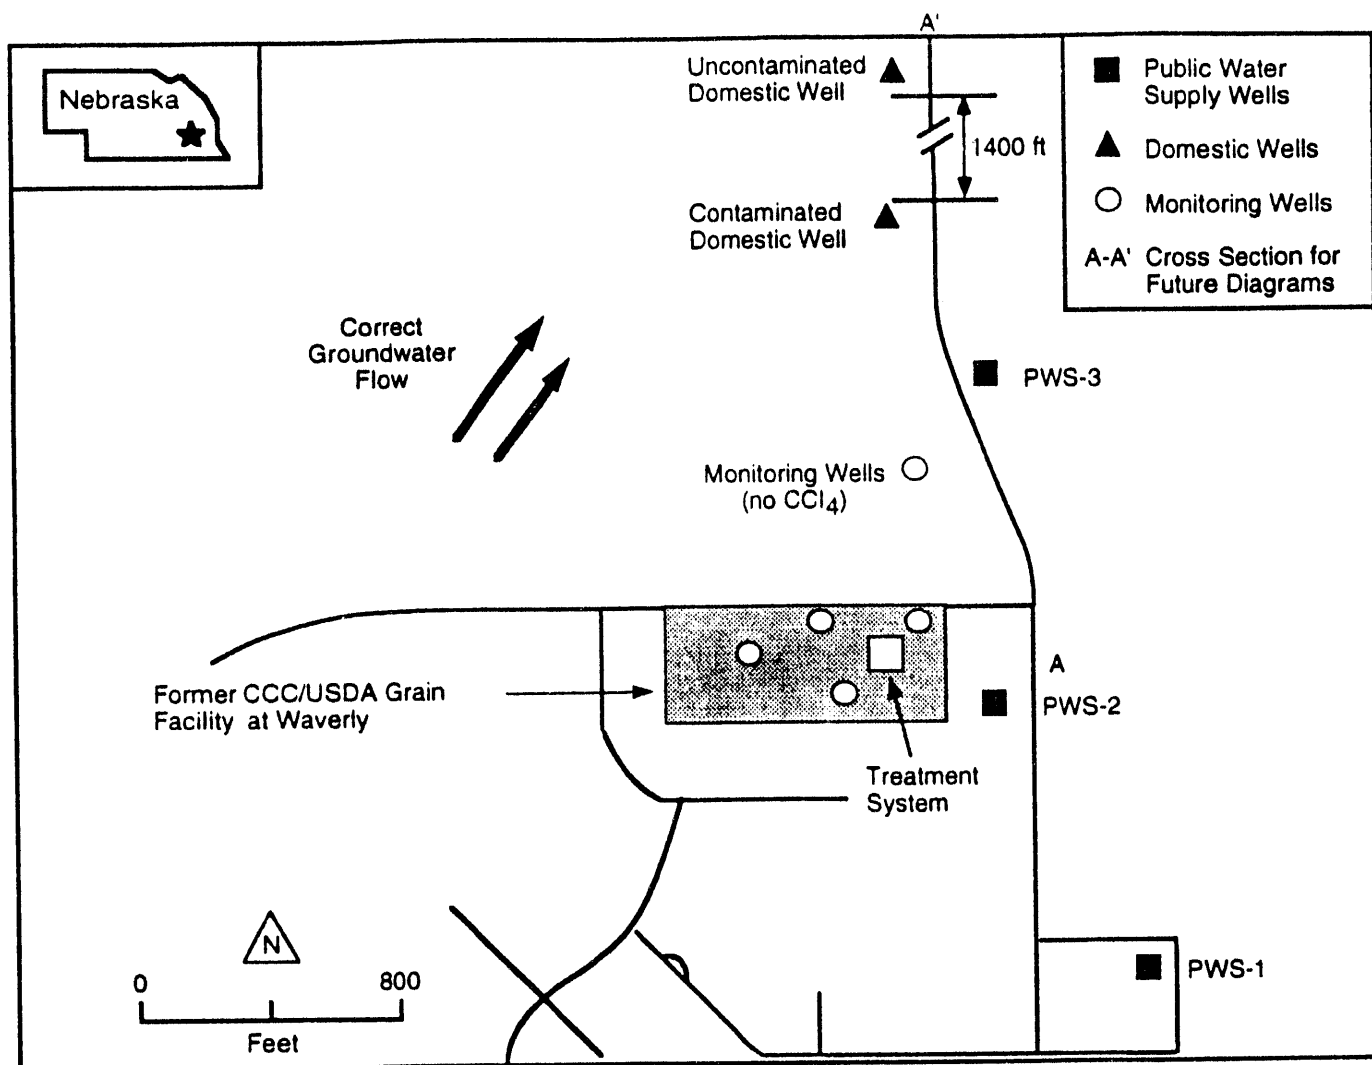 A'
Nebraska
Uncontaminated
Domestic Well
1400 ft
Contaminated
Domestic Well
Public Water
Supply Wells
Domestic Wells
Monitoring Wells
A-A' Cross Section for
Future Diagrams
Correct
Groundwater
Flow
PWS-3
Monitoring Wells
(no CCl4)
Former CCC/USDA Grain
Facility at Waverly
A
PWS-2
Treatment
System
N
0 800
Feet
PWS-1